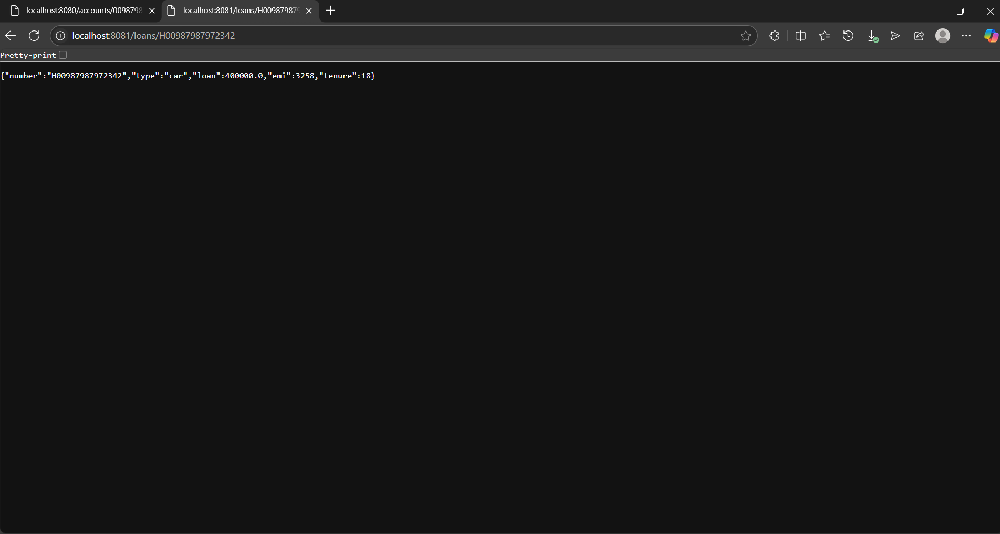 localhost:8080/accounts/0098798
localhost:8081/loans/H009879879
localhost:8081/loans/H00987987972342
Pretty-print
{"number":"H00987987972342","type":"car","loan":400000.0,"emi":3258,"tenure":18}